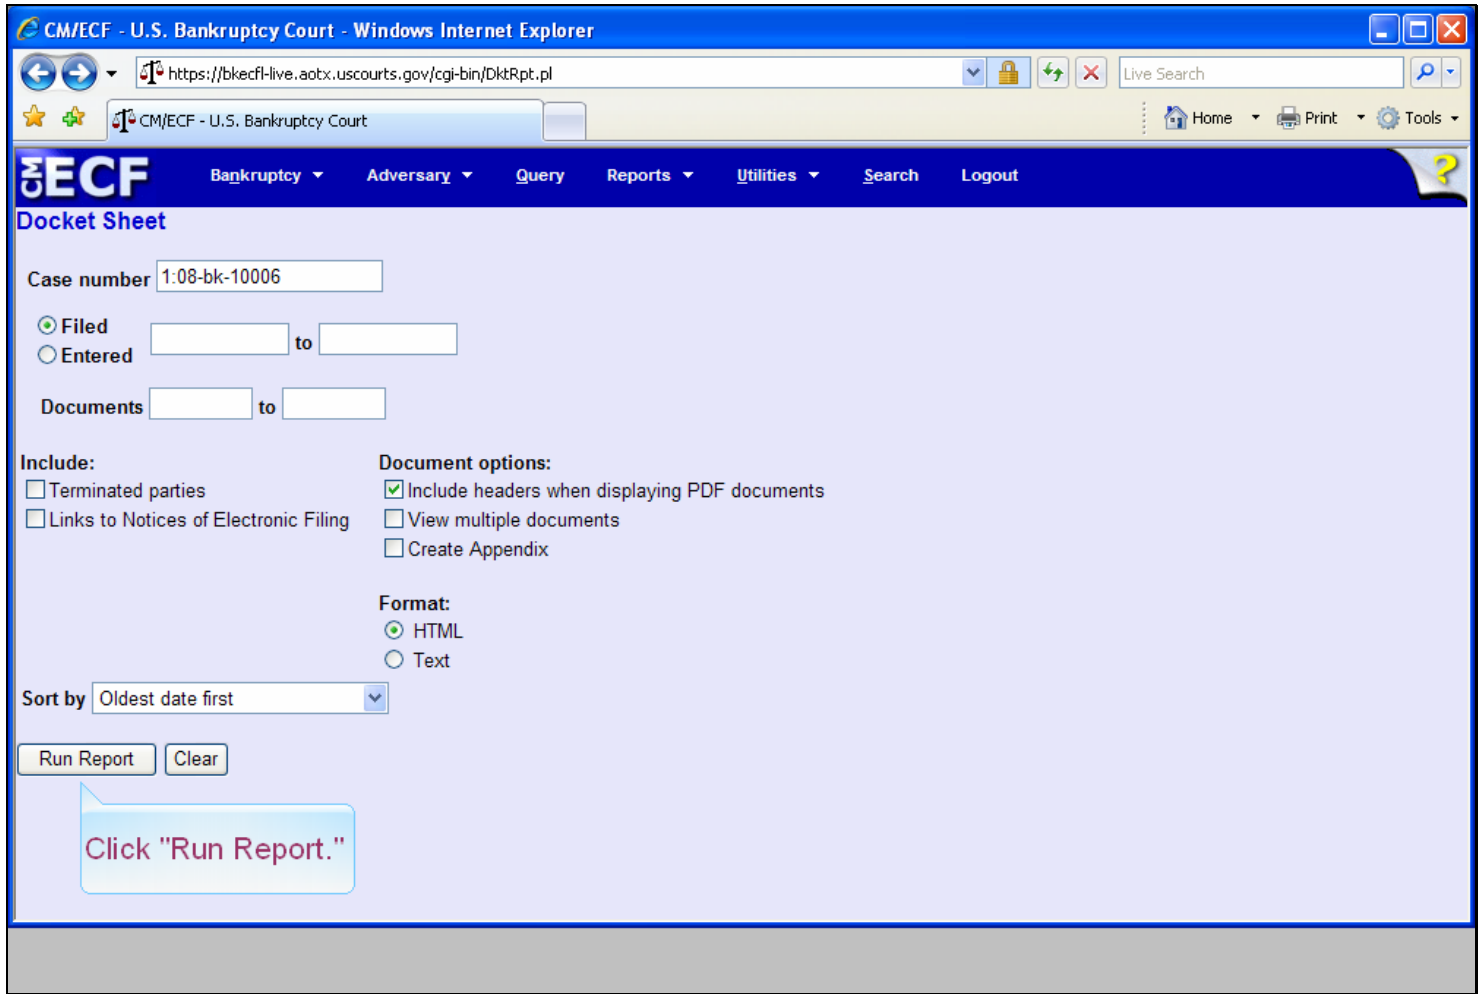 CM/ECF - U.S. Bankruptcy Court - Windows Internet Explorer
https://bkecfl-live.aotx.uscourts.gov/cgi-bin/DktRpt.pl
Live Search
CM/ECF - U.S. Bankruptcy Court
Home Print Tools
CM ECF Bankruptcy Adversary Query Reports Utilities Search Logout ?
Docket Sheet
Case number 1:08-bk-10006
Filed
to
Entered
Documents to
Include: Document options:
Terminated parties Include headers when displaying PDF documents
Links to Notices of Electronic Filing View multiple documents
Create Appendix
Format:
HTML
Text
Sort by Oldest date first
Run Report Clear
Click "Run Report."